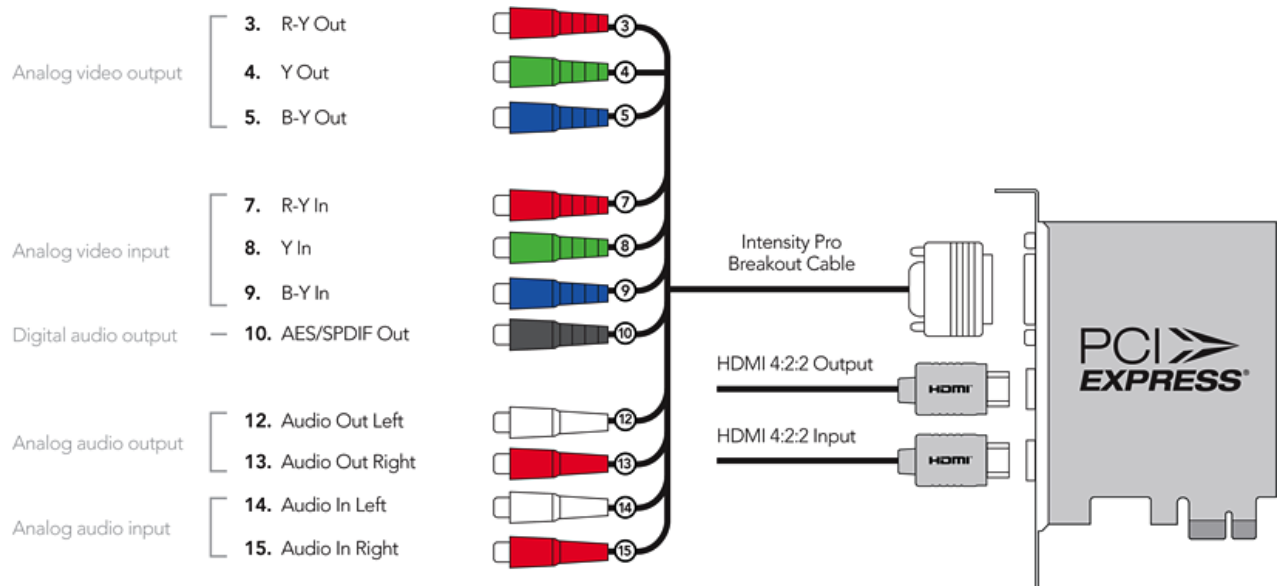 Analog video output
3. R-Y Out
4. Y Out
5. B-Y Out
3
4
5
Analog video input
7. R-Y In
8. Y In
9. B-Y In
7
8
9
Digital audio output
10. AES/SPDIF Out
10
Analog audio output
12. Audio Out Left
13. Audio Out Right
12
13
Analog audio input
14. Audio In Left
15. Audio In Right
14
15
Intensity Pro
Breakout Cable
HDMI 4:2:2 Output
HDMI
HDMI 4:2:2 Input
HDMI
PCI
EXPRESS®